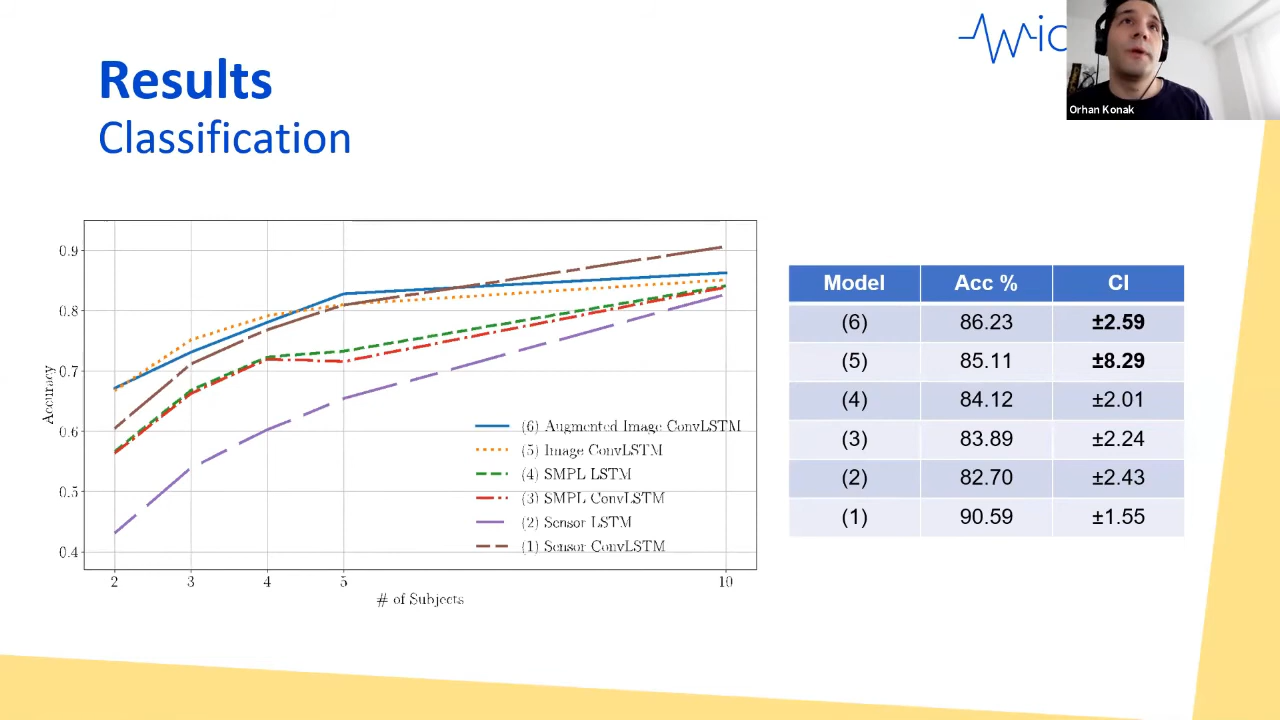 Results
Classification
Orhan Konak
0.9
0.8
0.7
0.6
0.5
0.4
Accuracy
2 3 4 5 10
# of Subjects
(6) Augmented Image ConvLSTM
(5) Image ConvLSTM
(4) SMPL LSTM
(3) SMPL ConvLSTM
(2) Sensor LSTM
(1) Sensor ConvLSTM
Model Acc % CI
(6) 86.23 ±2.59
(5) 85.11 ±8.29
(4) 84.12 ±2.01
(3) 83.89 ±2.24
(2) 82.70 ±2.43
(1) 90.59 ±1.55